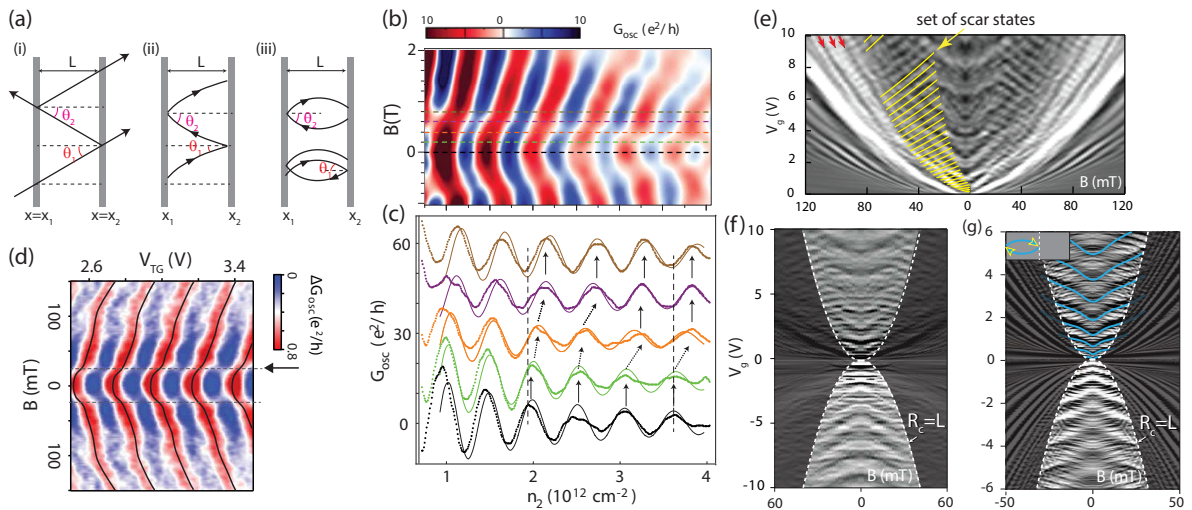 (a)
(i)
(ii)
(iii)
L
L
L
θ2
θ1
θ2
θ1
θ2
θ1
x=x1
x=x2
x1
x2
x1
x2
(b)
10
0
10
Gosc (e²/h)
2
1
0
B(T)
(c)
60
30
0
Gosc (e²/h)
1
2
3
4
n2 (10¹² cm⁻²)
(d)
VTG (V)
2.6
3.4
100
0
100
B (mT)
0
0.8
ΔGosc(e²/h)
(e)
set of scar states
10
8
6
4
2
0
Vg (V)
B (mT)
120
80
40
0
40
80
120
(f)
10
5
0
-5
-10
Vg (V)
Rc=L
B (mT)
60
0
60
(g)
6
4
2
0
-2
-4
-6
Rc=L
B (mT)
-50
0
50